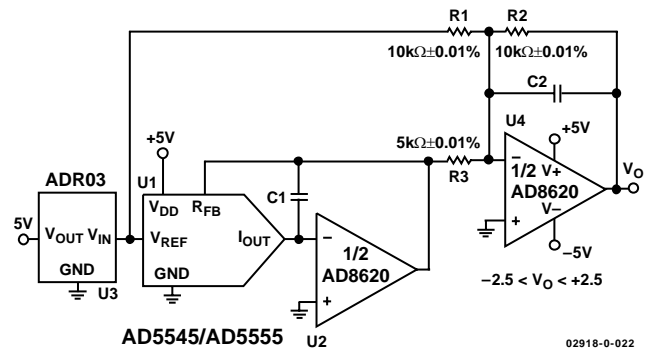 R1
R2
10kΩ±0.01%
10kΩ±0.01%
C2
U4
+5V
+5V
5kΩ±0.01%
ADR03
U1
R3
–
1/2
V+
AD8620
VO
VDD
RFB
C1
5V
VOUT VIN
VREF
IOUT
–
1/2
AD8620
+
V–
–5V
GND
U3
GND
+
–2.5 < VO < +2.5
AD5545/AD5555
U2
02918-0-022